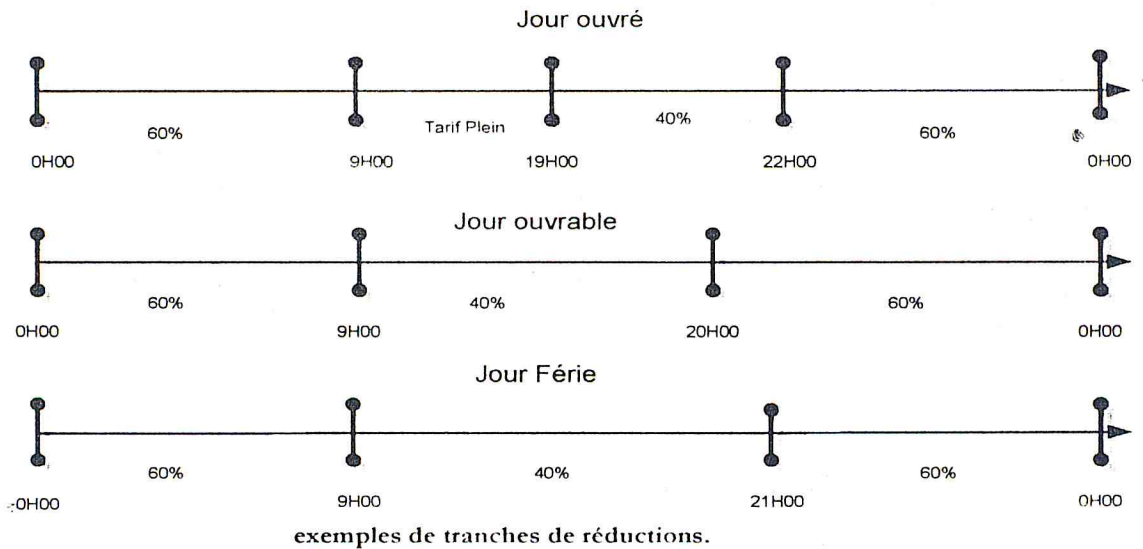 Jour ouvré
60%
Tarif Plein
40%
60%
0H00
9H00
19H00
22H00
0H00
Jour ouvrable
60%
40%
60%
0H00
9H00
20H00
0H00
Jour Férie
60%
40%
60%
0H00
9H00
21H00
0H00
exemples de tranches de réductions.